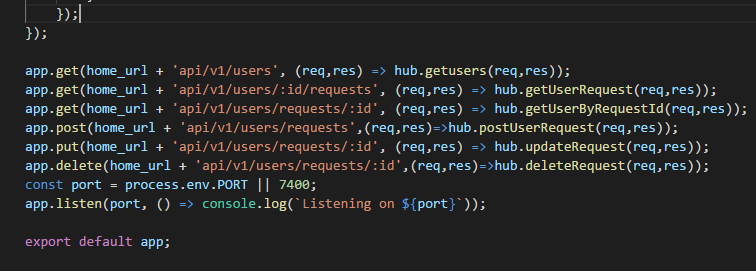 });
});
app.get(home_url + 'api/v1/users', (req,res) => hub.getusers(req,res));
app.get(home_url + 'api/v1/users/:id/requests', (req,res) => hub.getUserRequest(req,res));
app.get(home_url + 'api/v1/users/requests/:id', (req,res) => hub.getUserByRequestId(req,res));
app.post(home_url + 'api/v1/users/requests',(req,res)=>hub.postUserRequest(req,res));
app.put(home_url + 'api/v1/users/requests/:id', (req,res) => hub.updateRequest(req,res));
app.delete(home_url + 'api/v1/users/requests/:id',(req,res)=>hub.deleteRequest(req,res));
const port = process.env.PORT || 7400;
app.listen(port, () => console.log(`Listening on ${port}`));
export default app;